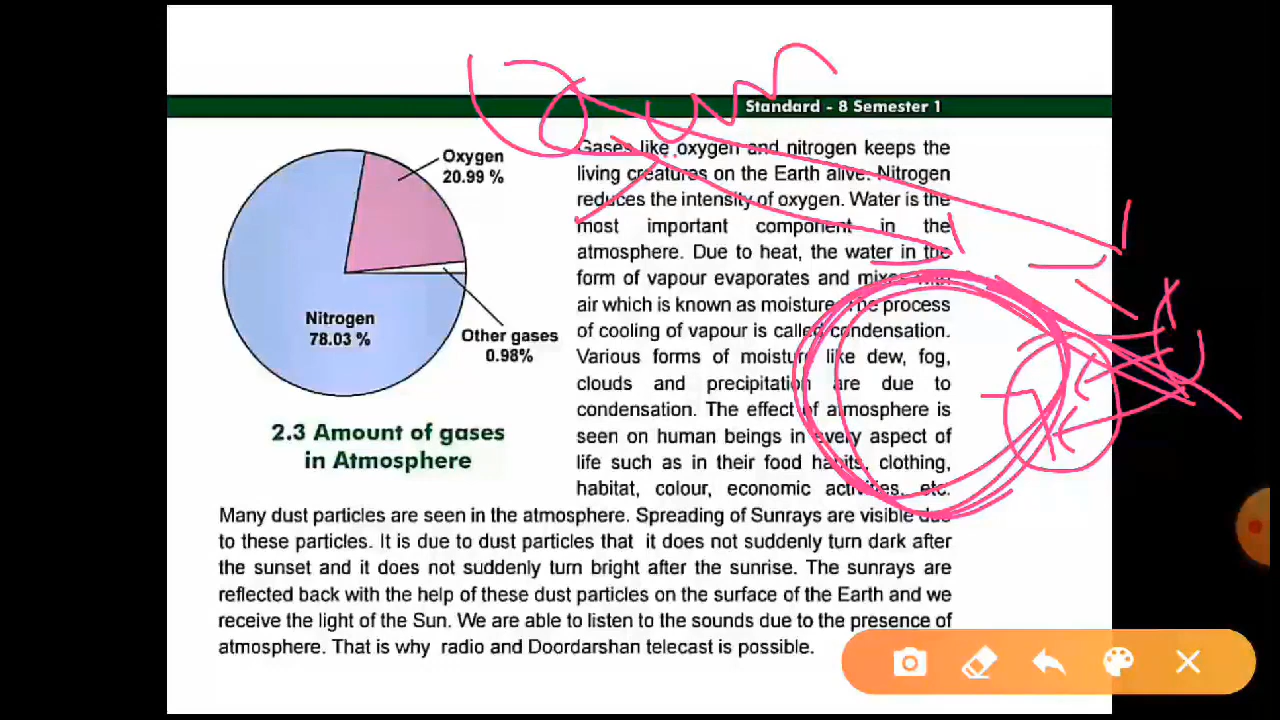 Standard - 8 Semester 1
Oxygen
20.99 %
Nitrogen
78.03 %
Other gases
0.98%
2.3 Amount of gases
in Atmosphere
Gases like oxygen and nitrogen keeps the
living creatures on the Earth alive. Nitrogen
reduces the intensity of oxygen. Water is the
most important component in the
atmosphere. Due to heat, the water in the
form of vapour evaporates and mixes with
air which is known as moisture. The process
of cooling of vapour is called condensation.
Various forms of moisture like dew, fog,
clouds and precipitation are due to
condensation. The effect of atmosphere is
seen on human beings in every aspect of
life such as in their food habits, clothing,
habitat, colour, economic activities, etc.
Many dust particles are seen in the atmosphere. Spreading of Sunrays are visible due
to these particles. It is due to dust particles that it does not suddenly turn dark after
the sunset and it does not suddenly turn bright after the sunrise. The sunrays are
reflected back with the help of these dust particles on the surface of the Earth and we
receive the light of the Sun. We are able to listen to the sounds due to the presence of
atmosphere. That is why radio and Doordarshan telecast is possible.